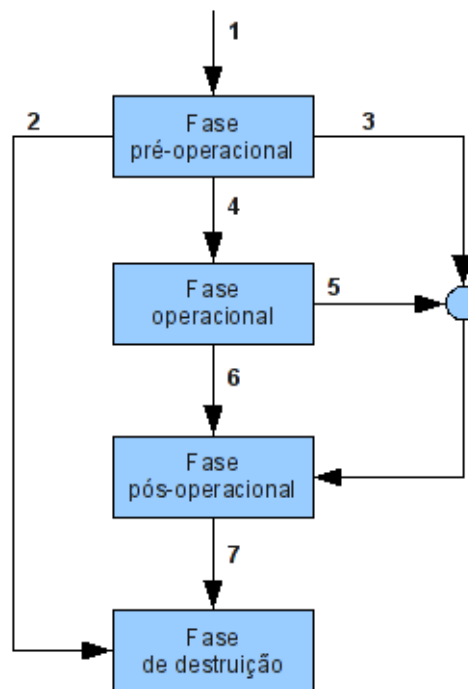 1
2
3
Fase
pré-operacional
4
Fase
operacional
5
6
Fase
pós-operacional
7
Fase
de destruição